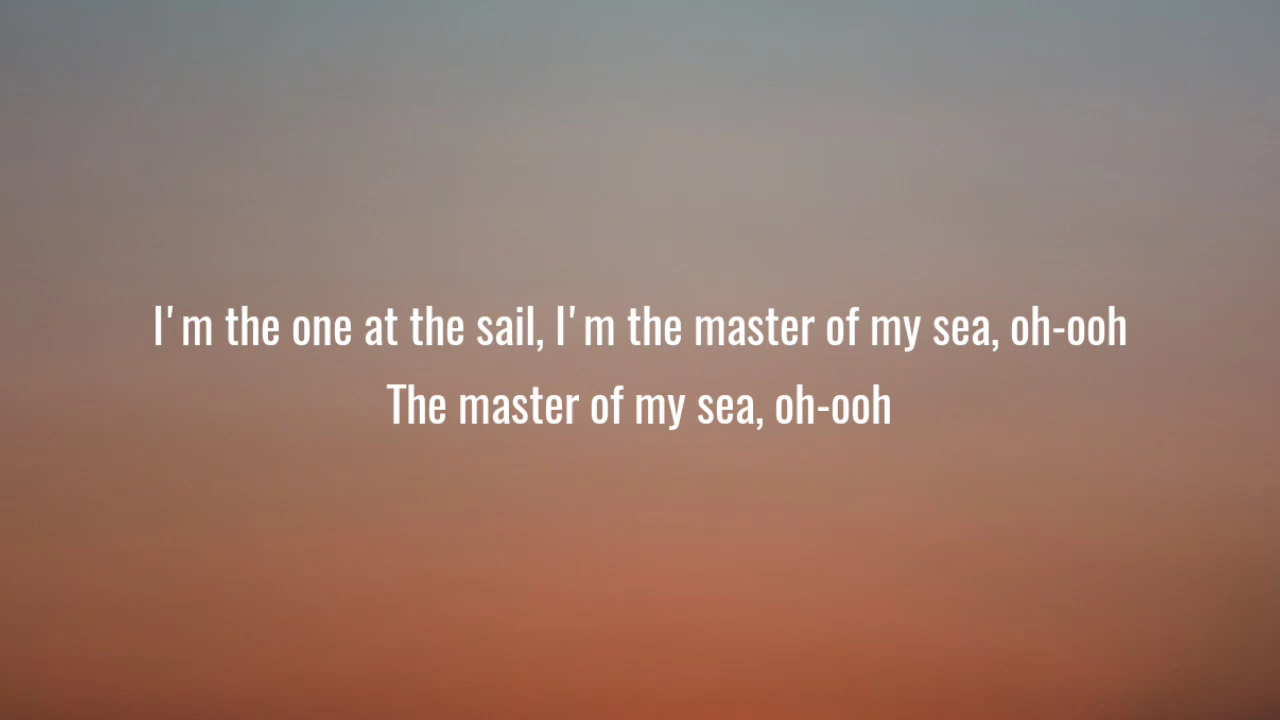 I'm the one at the sail, I'm the master of my sea, oh-ooh
The master of my sea, oh-ooh